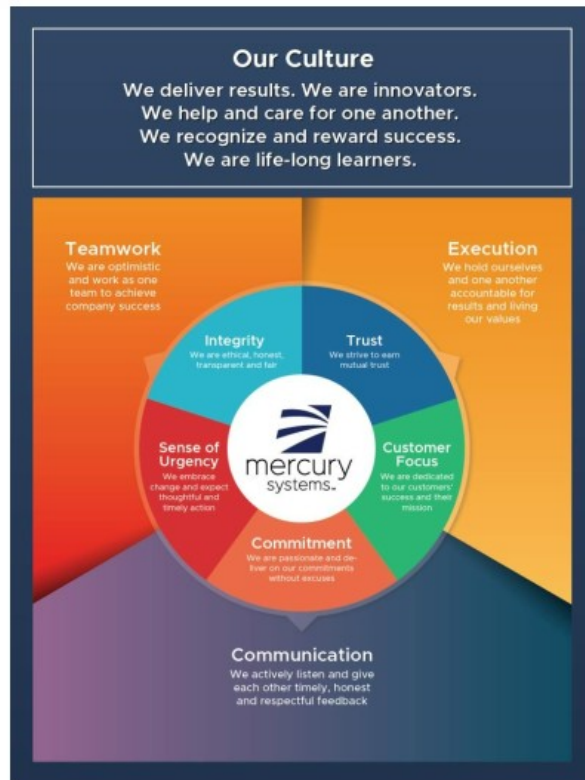 Our Culture
We deliver results. We are innovators.
We help and care for one another.
We recognize and reward success.
We are life-long learners.
Teamwork
We are optimistic
and work as one
team to achieve
company success
Execution
We hold ourselves
and one another
accountable for
results and living
our values
Integrity
We are ethical, honest,
transparent and fair
Trust
We strive to earn
mutual trust
Sense of
Urgency
We embrace
change and expect
thoughtful and
timely action
mercury
systems™
Customer
Focus
We are dedicated
to our customers'
success and their
mission
Commitment
We are passionate and de-
liver on our commitments
without excuses
Communication
We actively listen and give
each other timely, honest
and respectful feedback